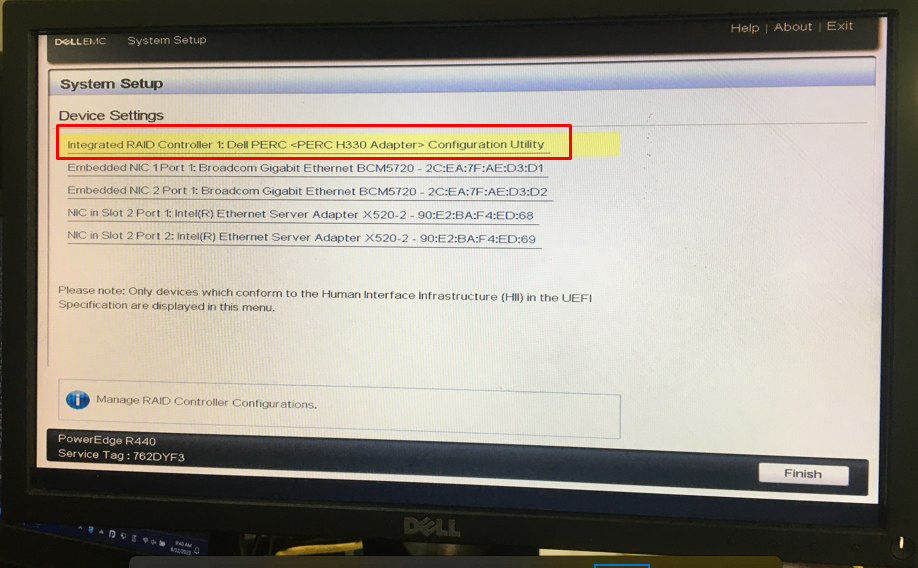 DELLEMC System Setup Help | About | Exit
System Setup
Device Settings
Integrated RAID Controller 1: Dell PERC <PERC H330 Adapter> Configuration Utility
Embedded NIC 1 Port 1: Broadcom Gigabit Ethernet BCM5720 - 2C:EA:7F:AE:D3:D1
Embedded NIC 2 Port 1: Broadcom Gigabit Ethernet BCM5720 - 2C:EA:7F:AE:D3:D2
NIC in Slot 2 Port 1: Intel(R) Ethernet Server Adapter X520-2 - 90:E2:BA:F4:ED:68
NIC in Slot 2 Port 2: Intel(R) Ethernet Server Adapter X520-2 - 90:E2:BA:F4:ED:69
Please note: Only devices which conform to the Human Interface Infrastructure (HII) in the UEFI
Specification are displayed in this menu.
Manage RAID Controller Configurations.
PowerEdge R440
Service Tag : 762DYF3
Finish
DELL